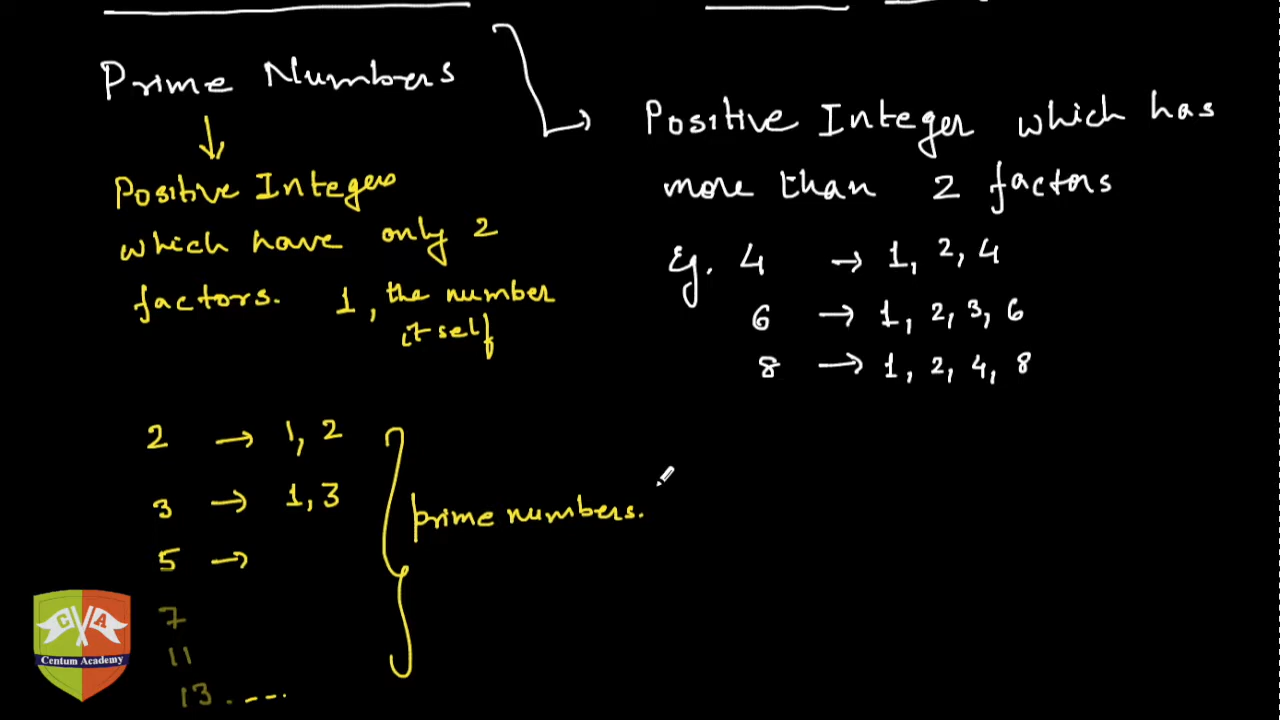 Prime Numbers
Positive Integers
which have only 2
factors. 1, the number
itself
2 → 1, 2
3 → 1, 3
5 →
7
11
13. ----
prime numbers.
Positive Integer which has
more than 2 factors
Eg. 4 → 1, 2, 4
6 → 1, 2, 3, 6
8 → 1, 2, 4, 8
C A
Centum Academy